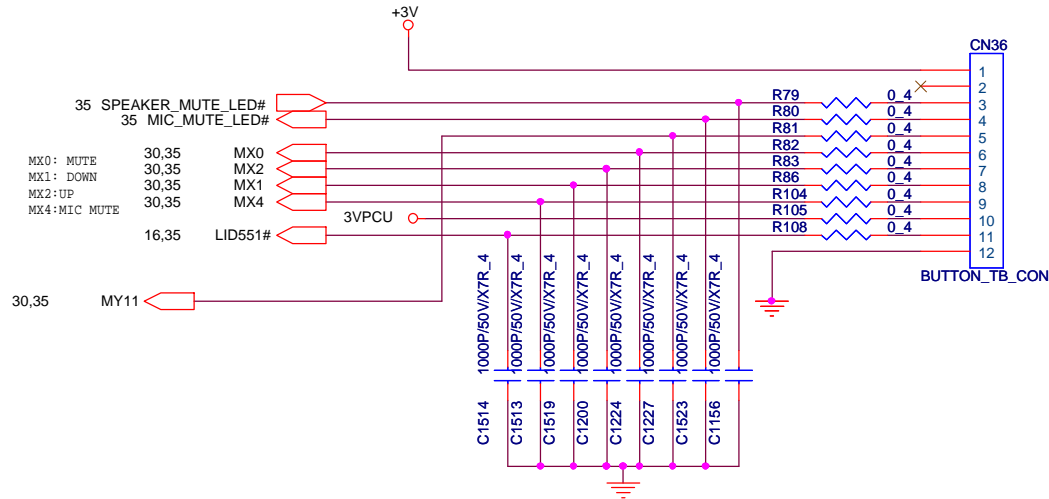 +3V
CN36
1
2
35 SPEAKER_MUTE_LED# R79 0_4 3
35 MIC_MUTE_LED# R80 0_4 4
R81 0_4 5
MX0: MUTE 30,35 MX0 R82 0_4 6
MX1: DOWN 30,35 MX2 R83 0_4 7
MX2:UP 30,35 MX1 R86 0_4 8
MX4:MIC MUTE 30,35 MX4 R104 0_4 9
3VPCU R105 0_4 10
16,35 LID551# R108 0_4 11
12
BUTTON_TB_CON
30,35 MY11
1000P/50V/X7R_4 1000P/50V/X7R_4 1000P/50V/X7R_4 1000P/50V/X7R_4 1000P/50V/X7R_4 1000P/50V/X7R_4 1000P/50V/X7R_4 1000P/50V/X7R_4
C1514 C1513 C1519 C1200 C1224 C1227 C1523 C1156